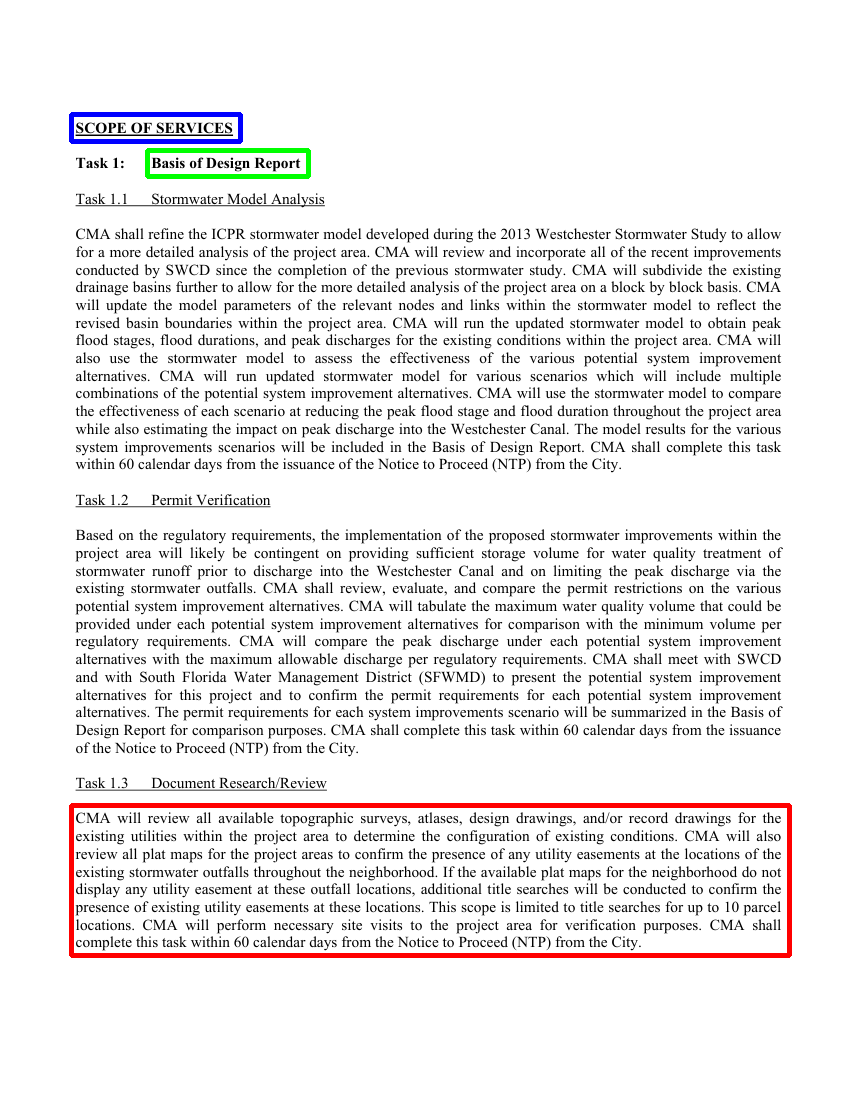 SCOPE OF SERVICES
Task 1: Basis of Design Report
Task 1.1 Stormwater Model Analysis
CMA shall refine the ICPR stormwater model developed during the 2013 Westchester Stormwater Study to allow
for a more detailed analysis of the project area. CMA will review and incorporate all of the recent improvements
conducted by SWCD since the completion of the previous stormwater study. CMA will subdivide the existing
drainage basins further to allow for the more detailed analysis of the project area on a block by block basis. CMA
will update the model parameters of the relevant nodes and links within the stormwater model to reflect the
revised basin boundaries within the project area. CMA will run the updated stormwater model to obtain peak
flood stages, flood durations, and peak discharges for the existing conditions within the project area. CMA will
also use the stormwater model to assess the effectiveness of the various potential system improvement
alternatives. CMA will run updated stormwater model for various scenarios which will include multiple
combinations of the potential system improvement alternatives. CMA will use the stormwater model to compare
the effectiveness of each scenario at reducing the peak flood stage and flood duration throughout the project area
while also estimating the impact on peak discharge into the Westchester Canal. The model results for the various
system improvements scenarios will be included in the Basis of Design Report. CMA shall complete this task
within 60 calendar days from the issuance of the Notice to Proceed (NTP) from the City.
Task 1.2 Permit Verification
Based on the regulatory requirements, the implementation of the proposed stormwater improvements within the
project area will likely be contingent on providing sufficient storage volume for water quality treatment of
stormwater runoff prior to discharge into the Westchester Canal and on limiting the peak discharge via the
existing stormwater outfalls. CMA shall review, evaluate, and compare the permit restrictions on the various
potential system improvement alternatives. CMA will tabulate the maximum water quality volume that could be
provided under each potential system improvement alternatives for comparison with the minimum volume per
regulatory requirements. CMA will compare the peak discharge under each potential system improvement
alternatives with the maximum allowable discharge per regulatory requirements. CMA shall meet with SWCD
and with South Florida Water Management District (SFWMD) to present the potential system improvement
alternatives for this project and to confirm the permit requirements for each potential system improvement
alternatives. The permit requirements for each system improvements scenario will be summarized in the Basis of
Design Report for comparison purposes. CMA shall complete this task within 60 calendar days from the issuance
of the Notice to Proceed (NTP) from the City.
Task 1.3 Document Research/Review
CMA will review all available topographic surveys, atlases, design drawings, and/or record drawings for the
existing utilities within the project area to determine the configuration of existing conditions. CMA will also
review all plat maps for the project areas to confirm the presence of any utility easements at the locations of the
existing stormwater outfalls throughout the neighborhood. If the available plat maps for the neighborhood do not
display any utility easement at these outfall locations, additional title searches will be conducted to confirm the
presence of existing utility easements at these locations. This scope is limited to title searches for up to 10 parcel
locations. CMA will perform necessary site visits to the project area for verification purposes. CMA shall
complete this task within 60 calendar days from the Notice to Proceed (NTP) from the City.